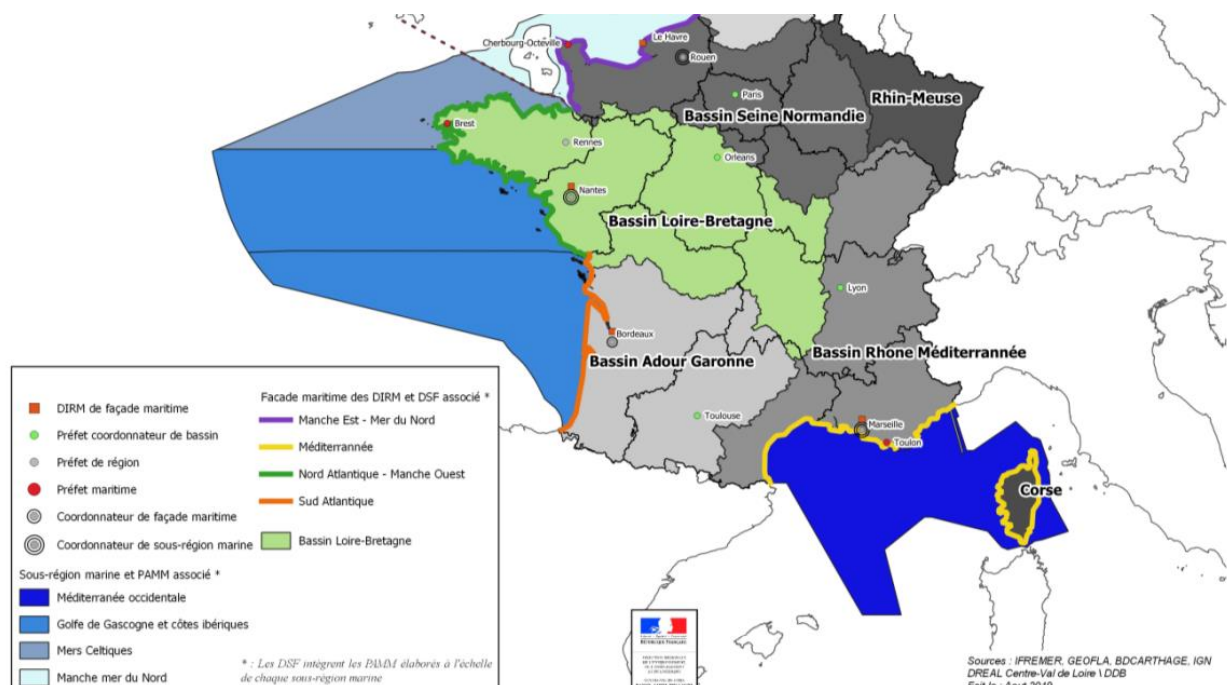 Cherbourg-Octeville
Le Havre
Rouen
Paris
Rhin-Meuse
Bassin Seine Normandie
Brest
Rennes
Orléans
Nantes
Bassin Loire-Bretagne
Lyon
Bordeaux
Bassin Adour Garonne
Bassin Rhone Méditerrannée
Toulouse
Marseille
Toulon
Corse
DIRM de façade maritime
Préfet coordonnateur de bassin
Préfet de région
Préfet maritime
Coordonnateur de façade maritime
Coordonnateur de sous-région marine
Sous-région marine et PAMM associé *
Méditerranée occidentale
Golfe de Gascogne et côtes ibériques
Mers Celtiques
Manche mer du Nord
Facade maritime des DIRM et DSF associé *
Manche Est - Mer du Nord
Méditerrannée
Nord Atlantique - Manche Ouest
Sud Atlantique
Bassin Loire-Bretagne
* : Les DSF intègrent les PAMM élaborés à l'échelle
de chaque sous-région marine
RÉPUBLIQUE FRANÇAISE
Sources : IFREMER, GEOFLA, BDCARTHAGE, IGN
DREAL Centre-Val de Loire \ DDB